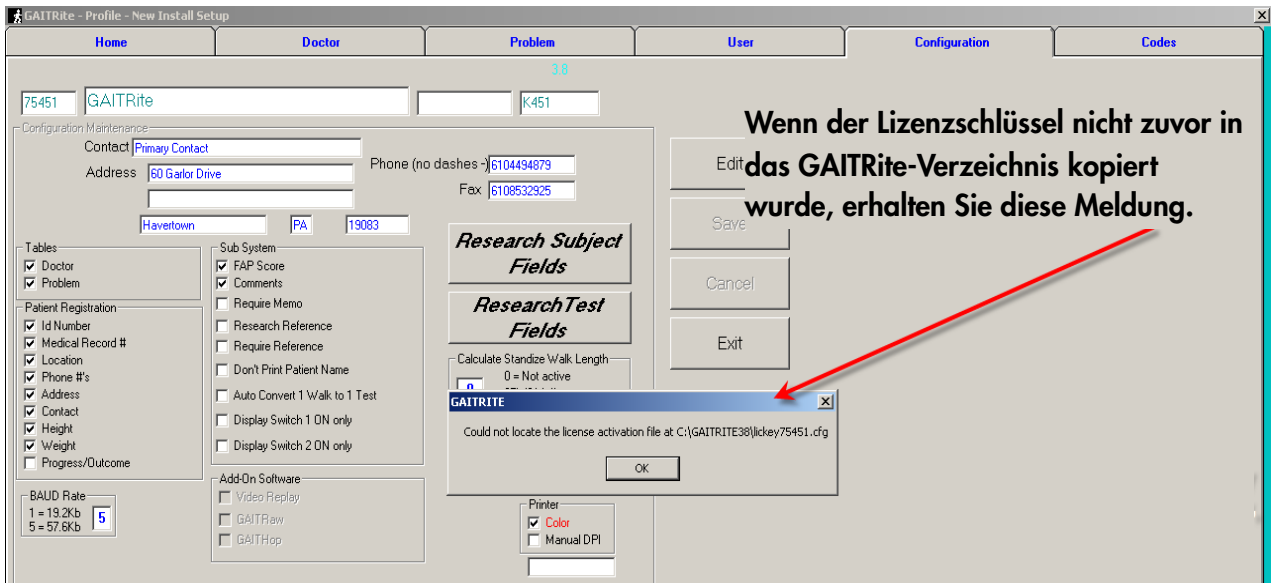 GAITRite - Profile - New Install Setup
Home Doctor Problem User Configuration Codes
3.8
75451 GAITRite K451
Configuration Maintenance
Contact Primary Contact
Phone (no dashes -) 6104494879
Address 60 Garlor Drive
Fax 6108532925
Havertown PA 19083
Tables
Doctor
Problem
Patient Registration
Id Number
Medical Record #
Location
Phone #'s
Address
Contact
Height
Weight
Progress/Outcome
BAUD Rate
1 = 19.2Kb
5 = 57.6Kb
5
Sub System
FAP Score
Comments
Require Memo
Research Reference
Require Reference
Don't Print Patient Name
Auto Convert 1 Walk to 1 Test
Display Switch 1 ON only
Display Switch 2 ON only
Add-On Software
Video Replay
GAITRaw
GAITHop
Research Subject
Fields
ResearchTest
Fields
Calculate Standize Walk Length
0 = Not active
Printer
Color
Manual DPI
Edit
Save
Cancel
Exit
Wenn der Lizenzschlüssel nicht zuvor in
das GAITRite-Verzeichnis kopiert
wurde, erhalten Sie diese Meldung.
GAITRITE
Could not locate the license activation file at C:\GAITRITE38\lickey75451.cfg
OK